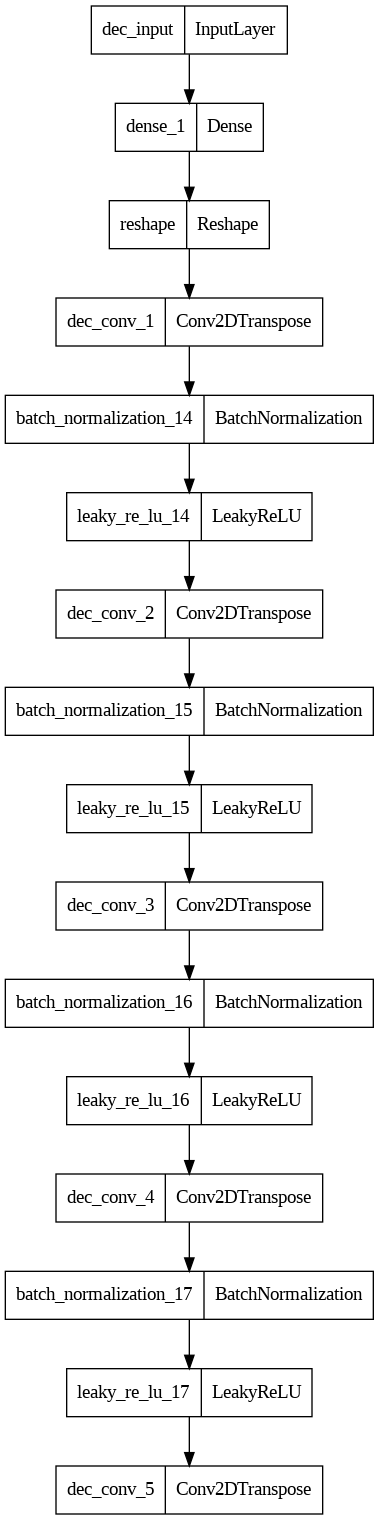 dec_input InputLayer
dense_1 Dense
reshape Reshape
dec_conv_1 Conv2DTranspose
batch_normalization_14 BatchNormalization
leaky_re_lu_14 LeakyReLU
dec_conv_2 Conv2DTranspose
batch_normalization_15 BatchNormalization
leaky_re_lu_15 LeakyReLU
dec_conv_3 Conv2DTranspose
batch_normalization_16 BatchNormalization
leaky_re_lu_16 LeakyReLU
dec_conv_4 Conv2DTranspose
batch_normalization_17 BatchNormalization
leaky_re_lu_17 LeakyReLU
dec_conv_5 Conv2DTranspose